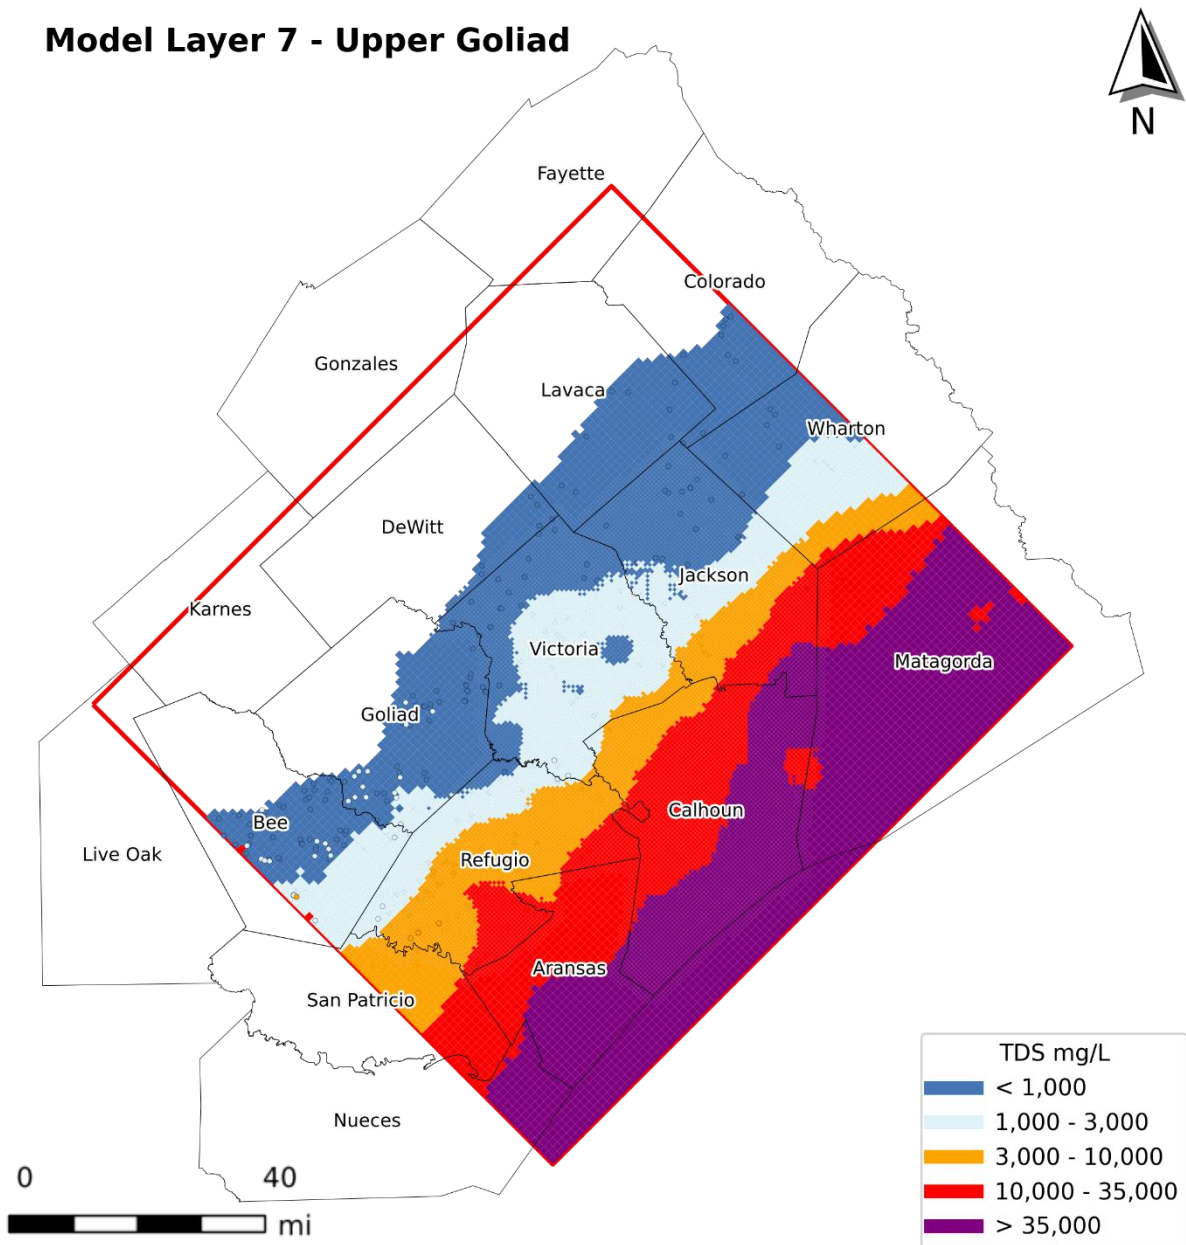 Model Layer 7 - Upper Goliad
N
Fayette
Colorado
Gonzales
Lavaca
Wharton
DeWitt
Jackson
Karnes
Victoria
Matagorda
Goliad
Calhoun
Bee
Live Oak
Refugio
Aransas
San Patricio
Nueces
0 40
mi
TDS mg/L
< 1,000
1,000 - 3,000
3,000 - 10,000
10,000 - 35,000
> 35,000